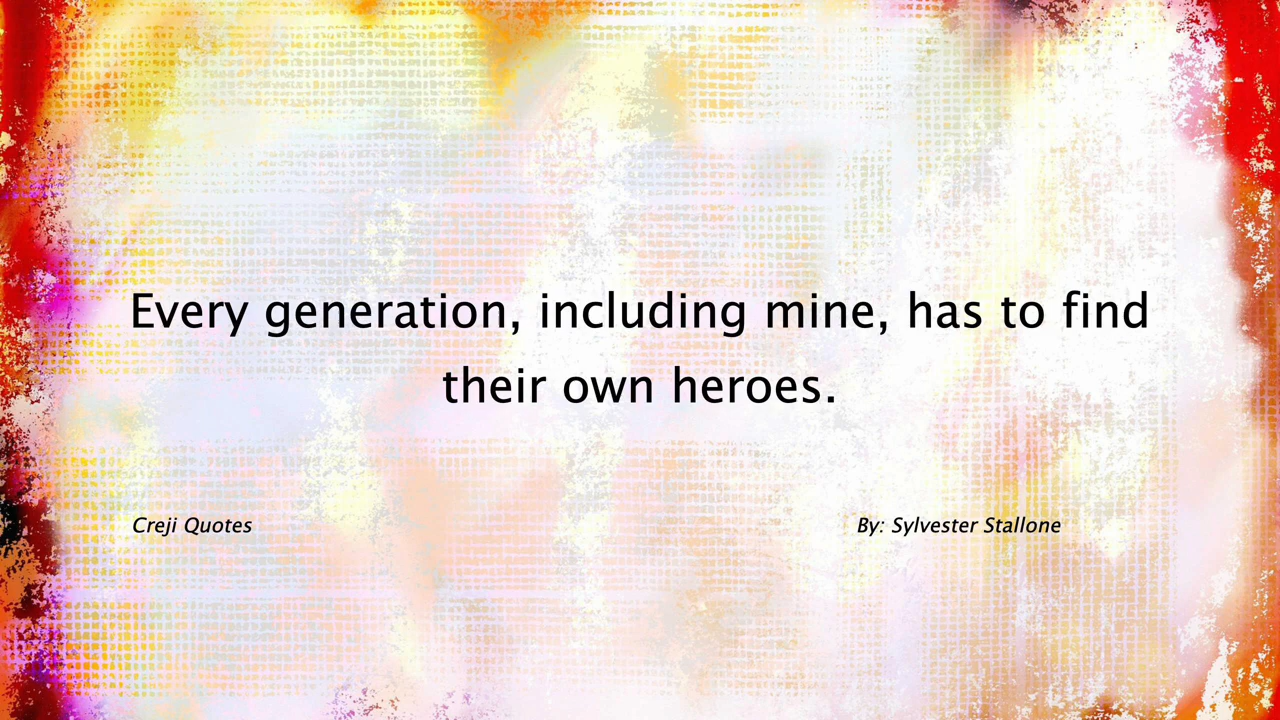 Every generation, including mine, has to find
their own heroes.
Creji Quotes
By: Sylvester Stallone